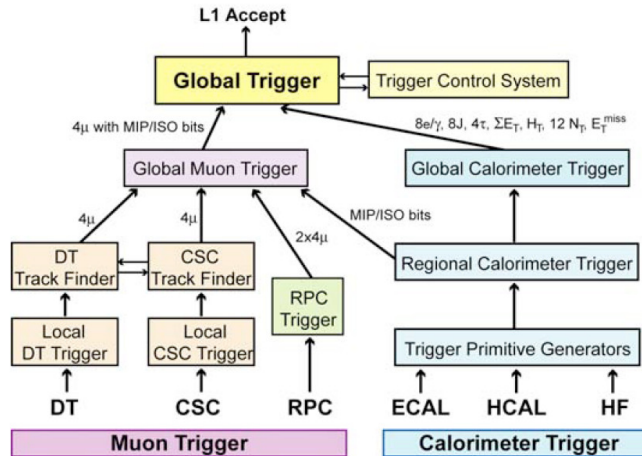 L1 Accept
Global Trigger
Trigger Control System
4μ with MIP/ISO bits
8e/γ, 8J, 4τ, ΣE_T, H_T, 12 N_T, E_T^miss
Global Muon Trigger
Global Calorimeter Trigger
4μ
4μ
2x4μ
MIP/ISO bits
DT
Track Finder
CSC
Track Finder
Regional Calorimeter Trigger
RPC
Trigger
Local
DT Trigger
Local
CSC Trigger
Trigger Primitive Generators
DT
CSC
RPC
ECAL
HCAL
HF
Muon Trigger
Calorimeter Trigger